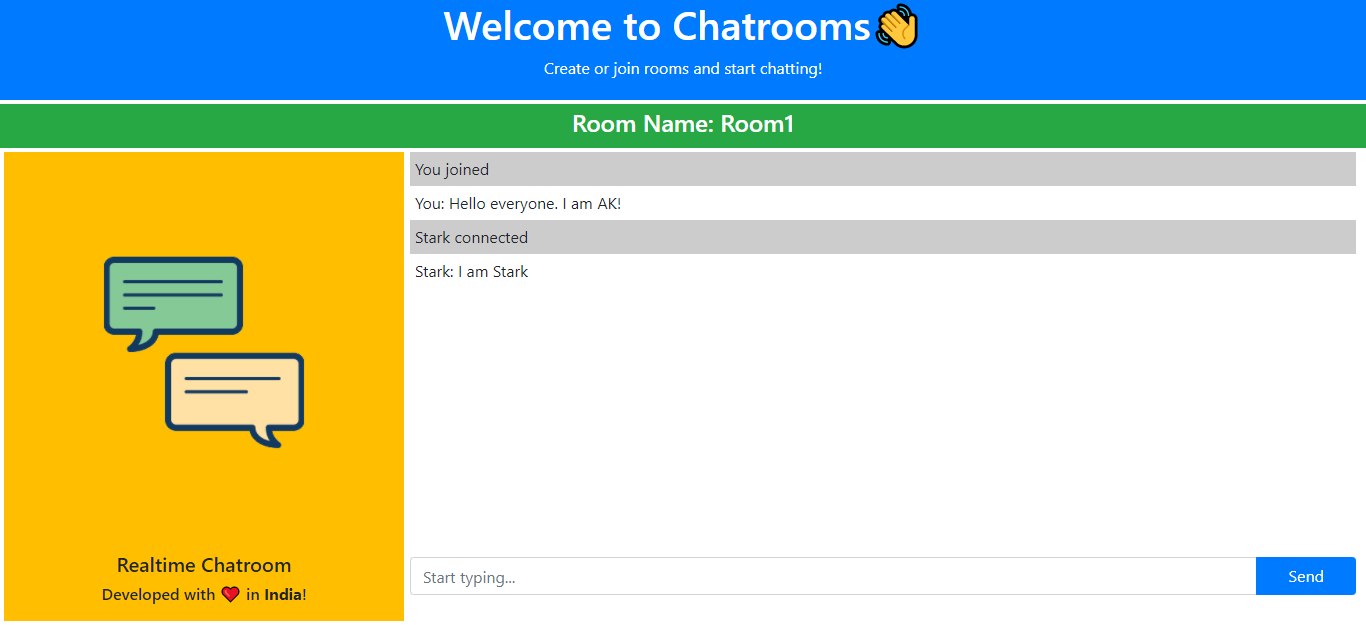 Welcome to Chatrooms👋
Create or join rooms and start chatting!
Room Name: Room1
You joined
You: Hello everyone. I am AK!
Stark connected
Stark: I am Stark
Realtime Chatroom
Developed with ❤️ in India!
Start typing...
Send